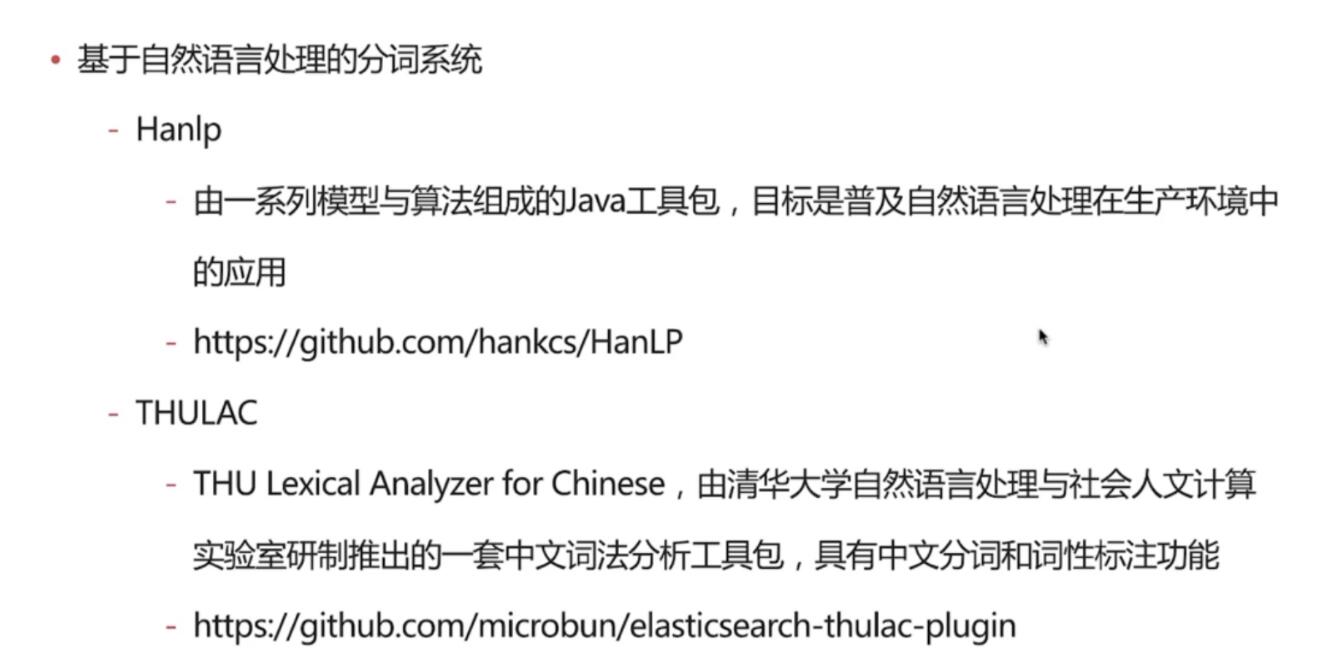 • 基于自然语言处理的分词系统
- Hanlp
- 由一系列模型与算法组成的Java工具包，目标是普及自然语言处理在生产环境中
的应用
- https://github.com/hankcs/HanLP
- THULAC
- THU Lexical Analyzer for Chinese，由清华大学自然语言处理与社会人文计算
实验室研制推出的一套中文词法分析工具包，具有中文分词和词性标注功能
- https://github.com/microbun/elasticsearch-thulac-plugin